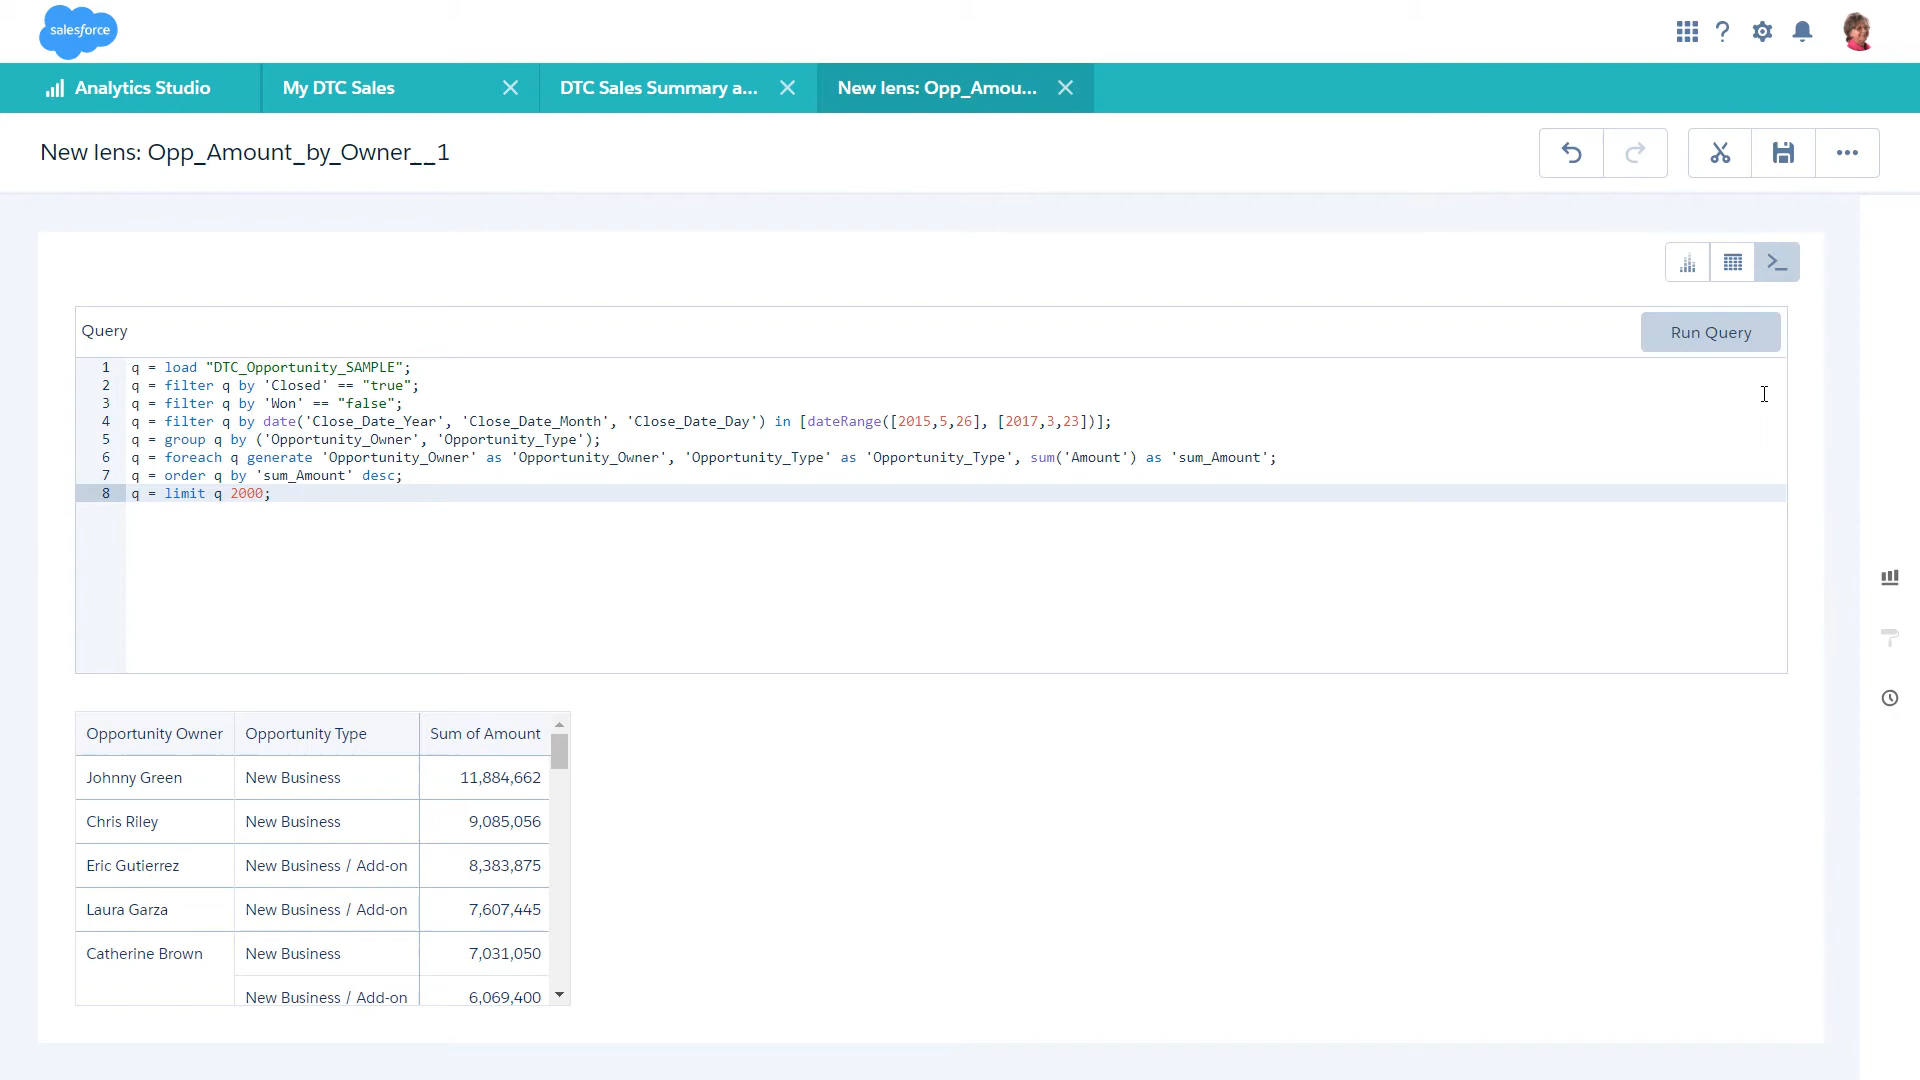 salesforce
Analytics Studio
My DTC Sales
DTC Sales Summary a...
New lens: Opp_Amou...
New lens: Opp_Amount_by_Owner__1
Query
Run Query
1 q = load "DTC_Opportunity_SAMPLE";
2 q = filter q by 'Closed' == "true";
3 q = filter q by 'Won' == "false";
4 q = filter q by date('Close_Date_Year', 'Close_Date_Month', 'Close_Date_Day') in [dateRange([2015,5,26], [2017,3,23])];
5 q = group q by ('Opportunity_Owner', 'Opportunity_Type');
6 q = foreach q generate 'Opportunity_Owner' as 'Opportunity_Owner', 'Opportunity_Type' as 'Opportunity_Type', sum('Amount') as 'sum_Amount';
7 q = order q by 'sum_Amount' desc;
8 q = limit q 2000;
Opportunity Owner Opportunity Type Sum of Amount
Johnny Green New Business 11,884,662
Chris Riley New Business 9,085,056
Eric Gutierrez New Business / Add-on 8,383,875
Laura Garza New Business / Add-on 7,607,445
Catherine Brown New Business 7,031,050
New Business / Add-on 6,069,400